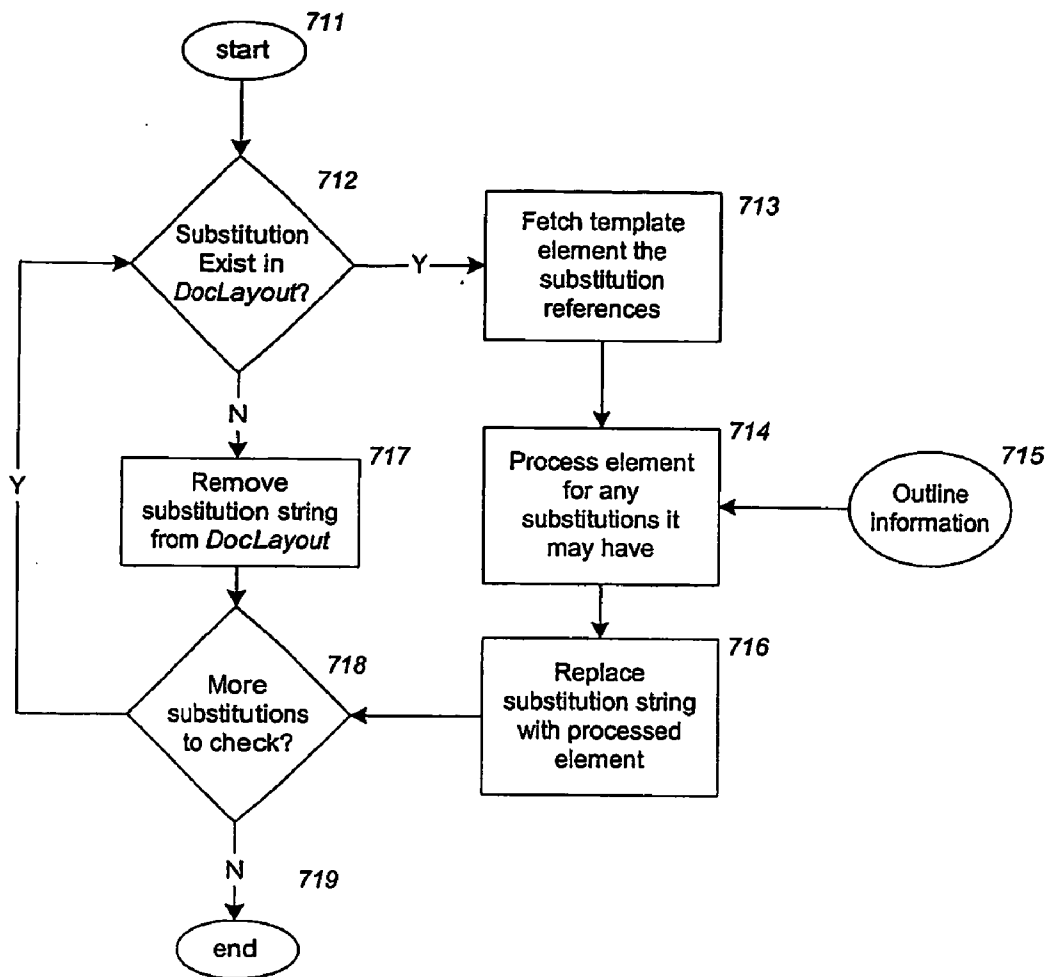 711
start
712
Substitution
Exist in
DocLayout?
Y
713
Fetch template
element the
substitution
references
N
717
Remove
substitution string
from DocLayout
714
Process element
for any
substitutions it
may have
715
Outline
information
Y
718
More
substitutions
to check?
716
Replace
substitution string
with processed
element
N
719
end